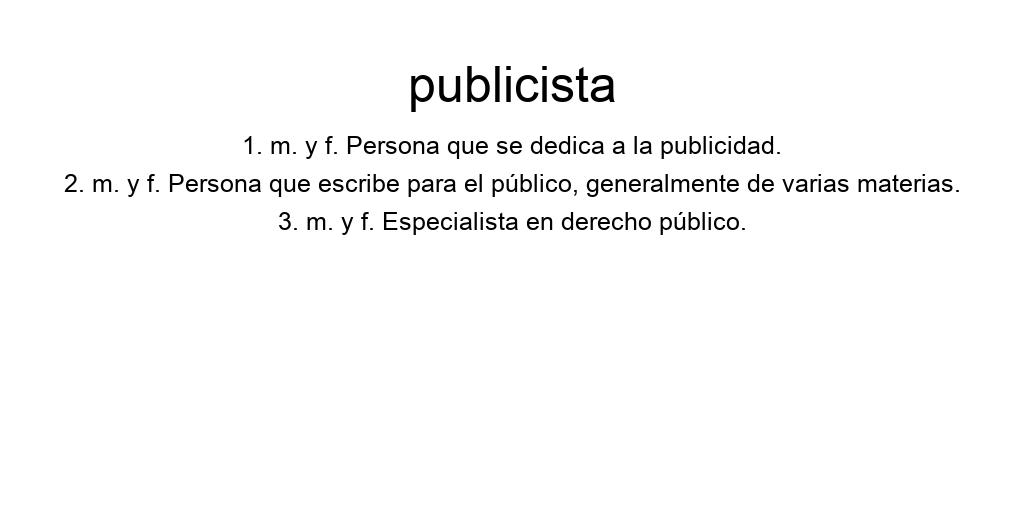 publicista
1. m. y f. Persona que se dedica a la publicidad.
2. m. y f. Persona que escribe para el público, generalmente de varias materias.
3. m. y f. Especialista en derecho público.